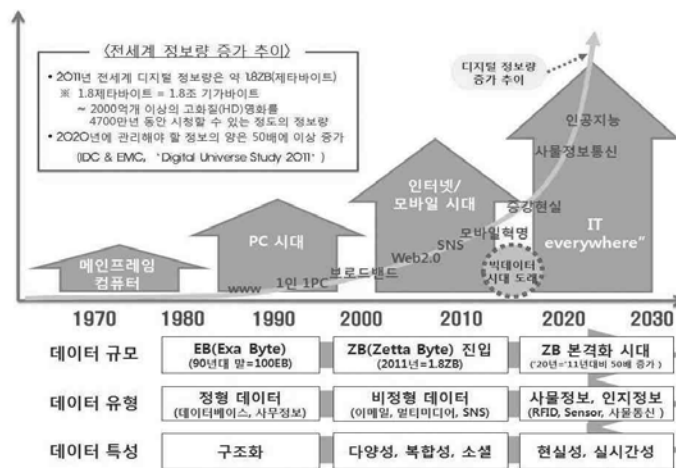 <전세계 정보량 증가 추이>
• 2011년 전세계 디지털 정보량은 약 1.8ZB(제타바이트)
※ 1.8제타바이트 = 1.8조 기가바이트
~ 2000억개 이상의 고화질(HD)영화를
4700만년 동안 시청할 수 있는 정도의 정보량
• 2020년에 관리해야 할 정보의 양은 50배에 이상 증가
(IDC & EMC, 'Digital Universe Study 2011')
디지털 정보량
증가 추이
인공지능
사물정보통신
증강현실
IT
everywhere"
인터넷/
모바일 시대
모바일혁명
SNS
Web2.0
빅데이터
시대 도래
PC 시대
브로드밴드
1인 1PC
www
메인프레임
컴퓨터
1970 1980 1990 2000 2010 2020 2030
데이터 규모
EB(Exa Byte)
(90년대 말=100EB)
ZB(Zetta Byte) 진입
(2011년=1.8ZB)
ZB 본격화 시대
('20년='11년대비 50배 증가)
데이터 유형
정형 데이터
(데이터베이스, 사무정보)
비정형 데이터
(이메일, 멀티미디어, SNS)
사물정보, 인지정보
(RFID, Sensor, 사물통신)
데이터 특성
구조화
다양성, 복합성, 소셜
현실성, 실시간성